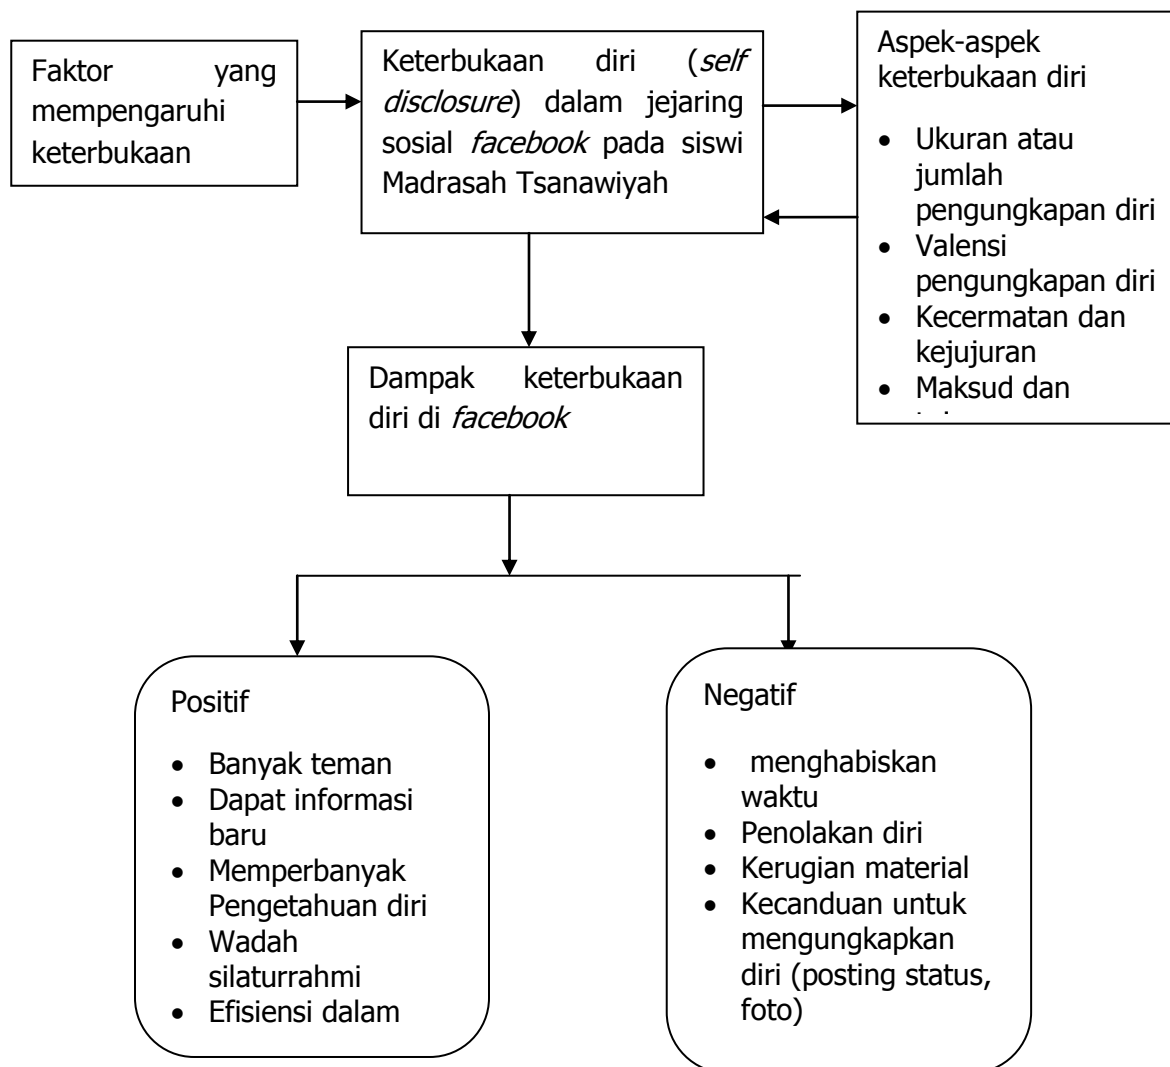 Faktor yang
mempengaruhi
keterbukaan
Keterbukaan diri (self
disclosure) dalam jejaring
sosial facebook pada siswi
Madrasah Tsanawiyah
Aspek-aspek
keterbukaan diri
• Ukuran atau
jumlah
pengungkapan diri
• Valensi
pengungkapan diri
• Kecermatan dan
kejujuran
• Maksud dan
Dampak keterbukaan
diri di facebook
Positif
• Banyak teman
• Dapat informasi
baru
• Memperbanyak
Pengetahuan diri
• Wadah
silaturrahmi
• Efisiensi dalam
Negatif
• menghabiskan
waktu
• Penolakan diri
• Kerugian material
• Kecanduan untuk
mengungkapkan
diri (posting status,
foto)